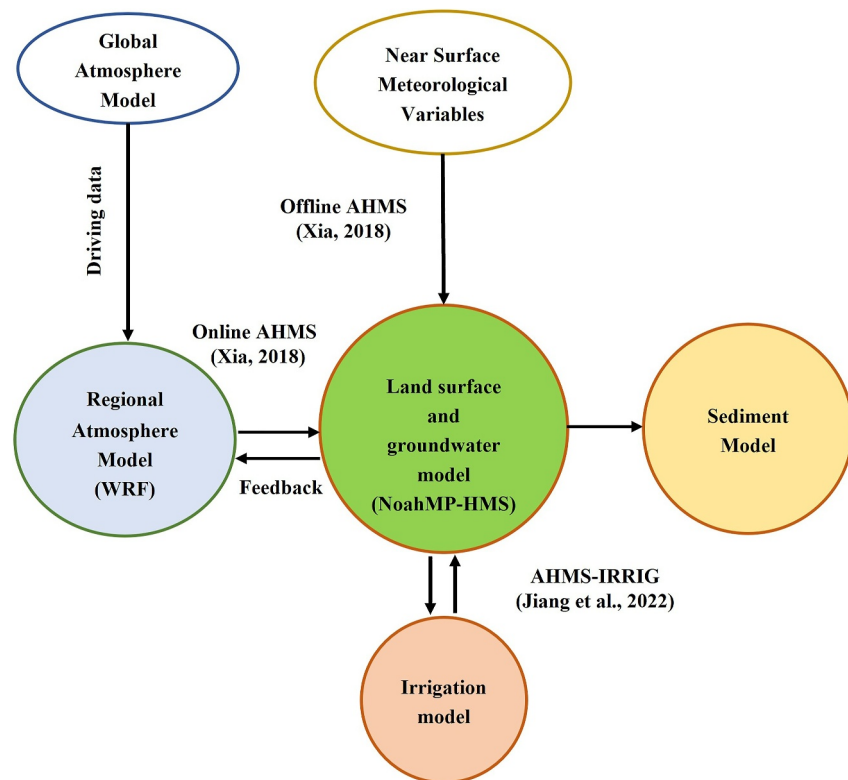 Global
Atmosphere
Model
Near Surface
Meteorological
Variables
Driving data
Offline AHMS
(Xia, 2018)
Online AHMS
(Xia, 2018)
Regional
Atmosphere
Model
(WRF)
Feedback
Land surface
and
groundwater
model
(NoahMP-HMS)
Sediment
Model
AHMS-IRRIG
(Jiang et al., 2022)
Irrigation
model